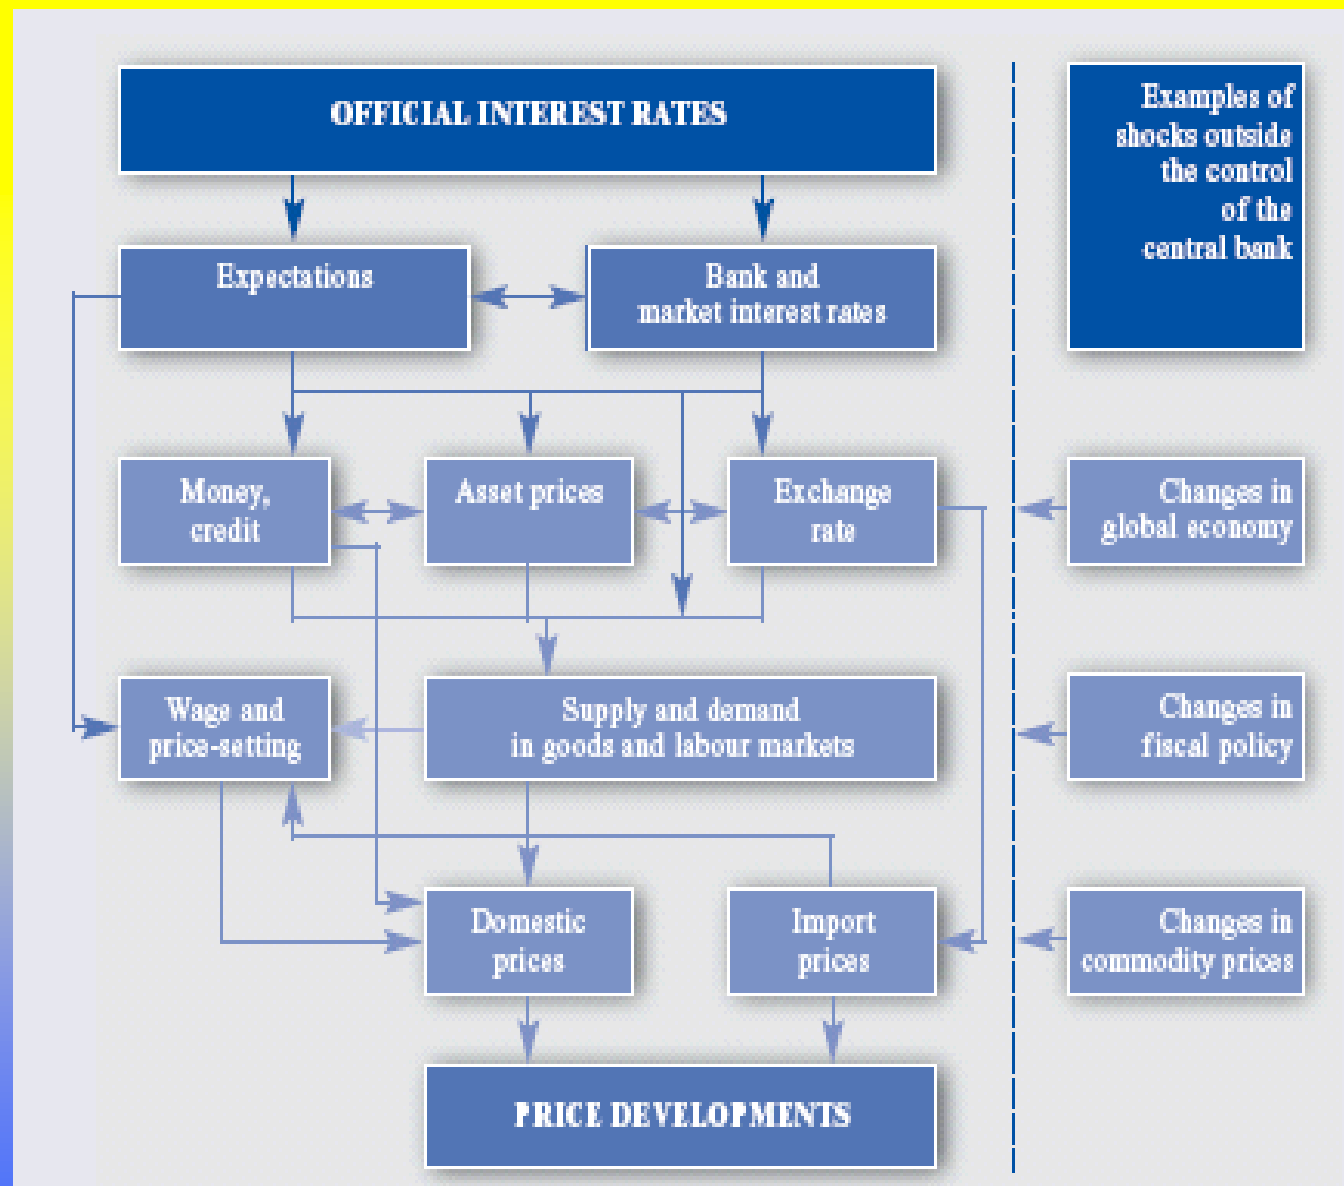 OFFICIAL INTEREST RATES
Examples of
shocks outside
the control
of the
central bank
Expectations
Bank and
market interest rates
Money,
credit
Asset prices
Exchange
rate
Changes in
global economy
Wage and
price-setting
Supply and demand
in goods and labour markets
Changes in
fiscal policy
Domestic
prices
Import
prices
Changes in
commodity prices
PRICE DEVELOPMENTS